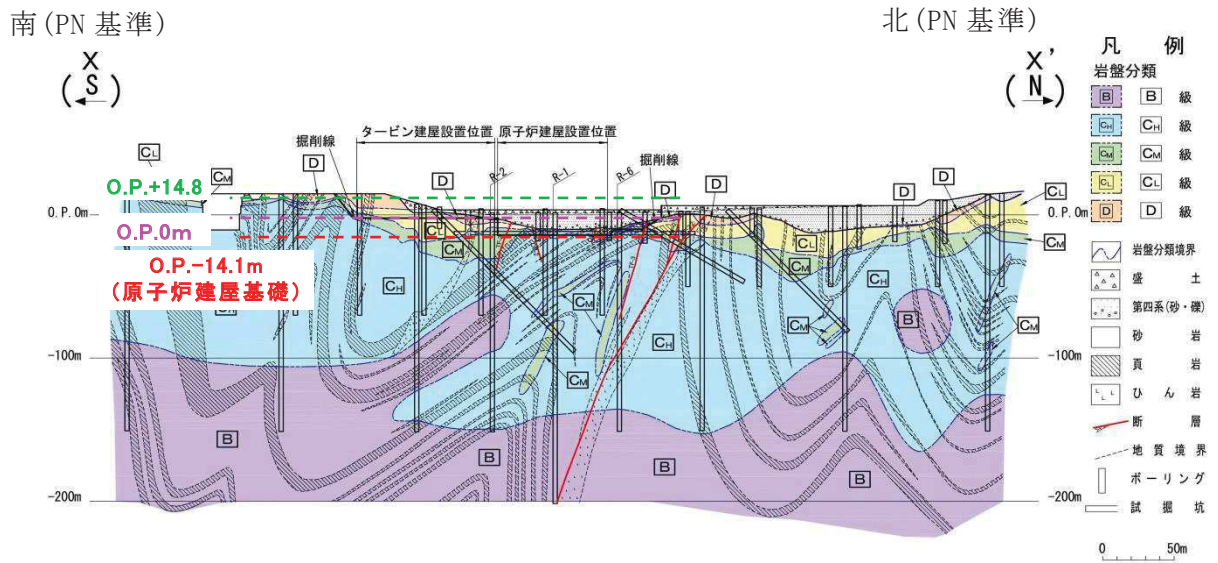 南(PN 基準)
北(PN 基準)
X
(S)
X'
(N)
凡 例
岩盤分類
B B 級
CH CH 級
CM CM 級
CL CL 級
D D 級
岩盤分類境界
盛 土
第四系(砂・礫)
砂 岩
頁 岩
ひ ん 岩
断 層
地 質 境 界
ボーリング
試 掘 坑
0 50m
タービン建屋設置位置
原子炉建屋設置位置
掘削線
掘削線
R-2
R-1
R-6
CL
CM
D
D
D
D
D
D
CL
CM
O.P.+14.8
O.P.0m
O.P.0m
O.P.0m
O.P.-14.1m
(原子炉建屋基礎)
CL
CM
CH
CM
CH
CM
CL
CM
CH
CM
CM
B
-100m
-100m
B
B
B
B
-200m
-200m